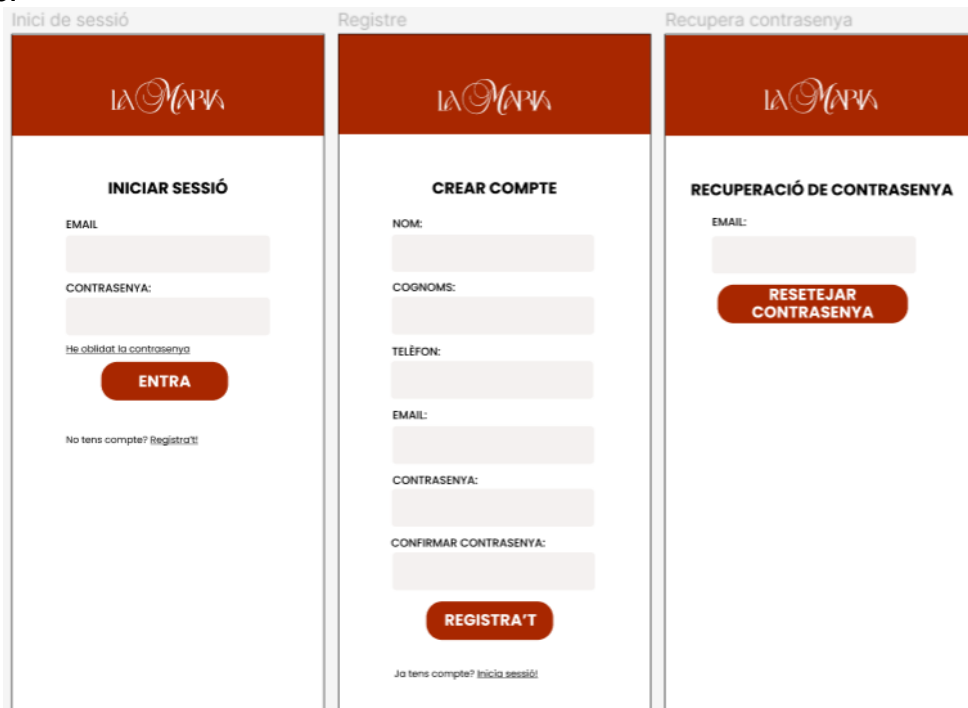 Inici de sessió
LA MARIA
INICIAR SESSIÓ
EMAIL
CONTRASENYA:
He oblidat la contrasenya
ENTRA
No tens compte? Registra't!
Registre
LA MARIA
CREAR COMPTE
NOM:
COGNOMS:
TELÈFON:
EMAIL:
CONTRASENYA:
CONFIRMAR CONTRASENYA:
REGISTRA'T
Ja tens compte? Inicia sessió!
Recupera contrasenya
LA MARIA
RECUPERACIÓ DE CONTRASENYA
EMAIL:
RESETEJAR
CONTRASENYA